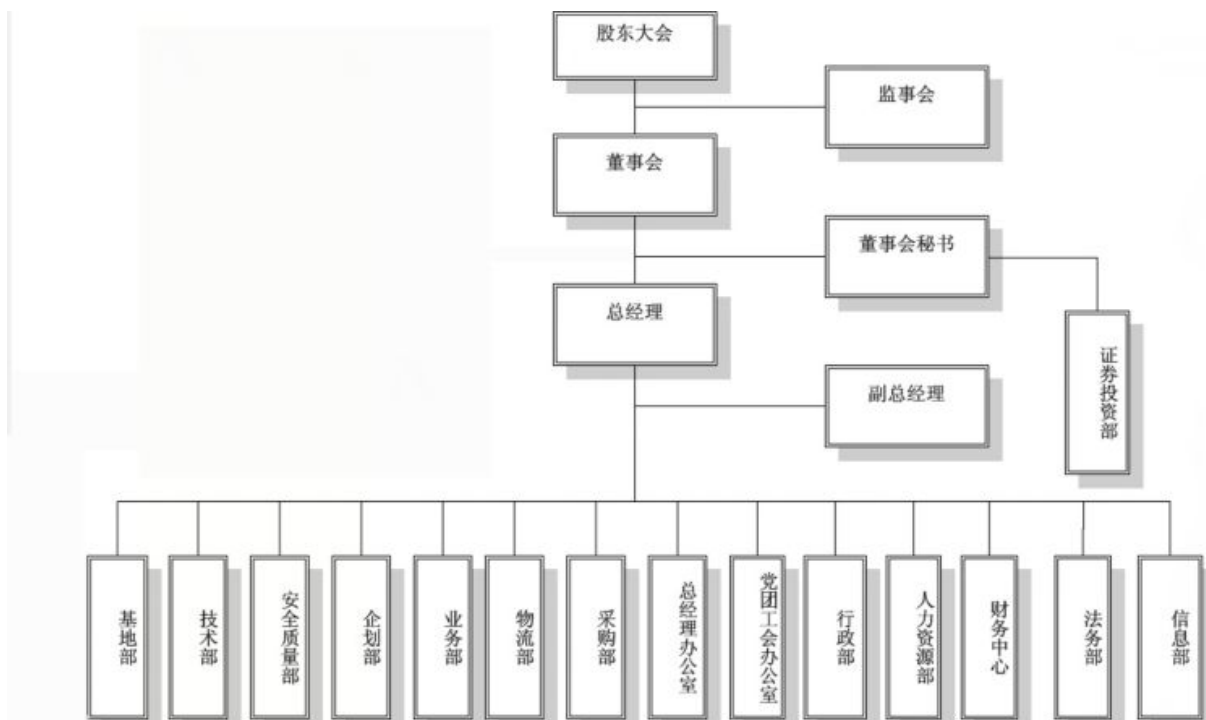 股东大会
监事会
董事会
董事会秘书
总经理
证券投资部
副总经理
基地部
技术部
安全质量部
企划部
业务部
物流部
采购部
总经理办公室
党团工会办公室
行政部
人力资源部
财务中心
法务部
信息部